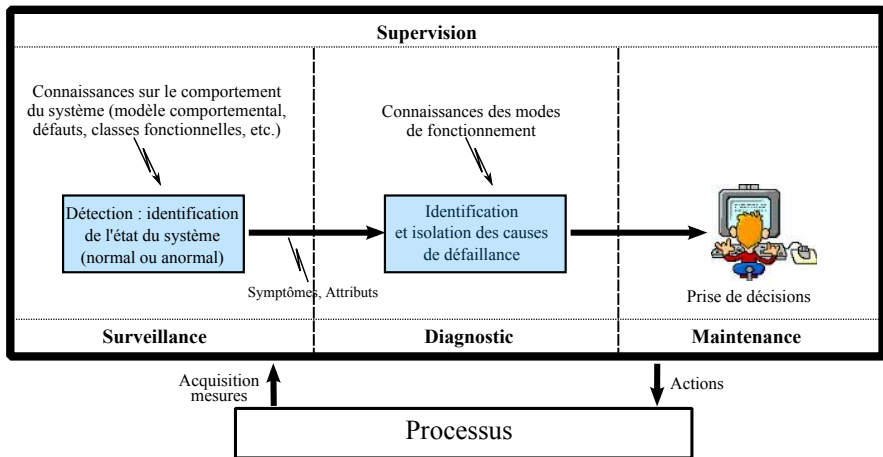 Supervision
Connaissances sur le comportement
du système (modèle comportemental,
défauts, classes fonctionnelles, etc.)
Connaissances des modes
de fonctionnement
Détection : identification
de l'état du système
(normal ou anormal)
Identification
et isolation des causes
de défaillance
Symptômes, Attributs
Prise de décisions
Surveillance
Diagnostic
Maintenance
Acquisition
mesures
Actions
Processus